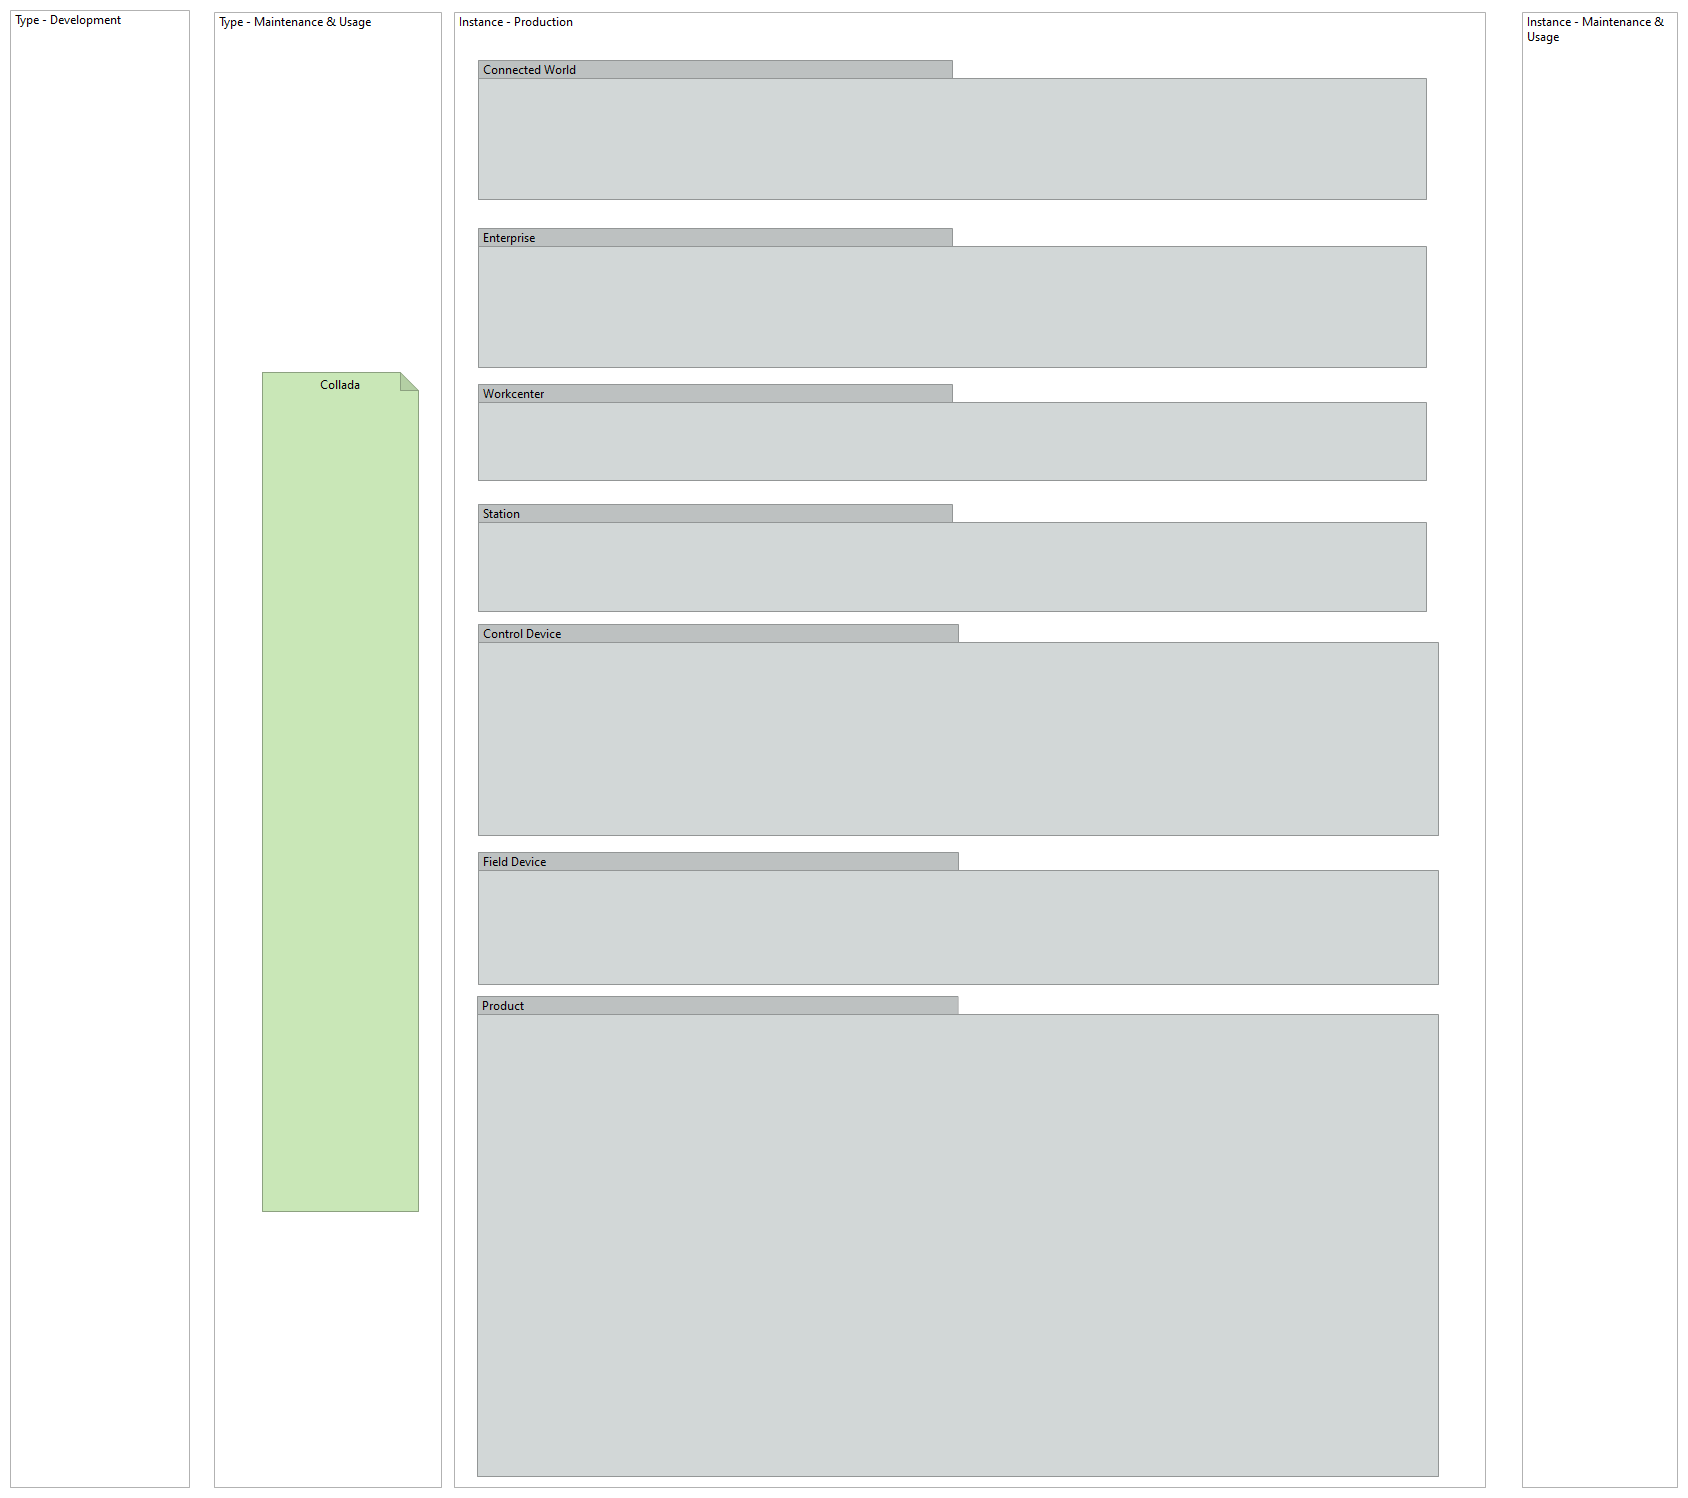 Type - Development
Type - Maintenance & Usage
Instance - Production
Instance - Maintenance &
Usage
Connected World
Enterprise
Collada
Workcenter
Station
Control Device
Field Device
Product